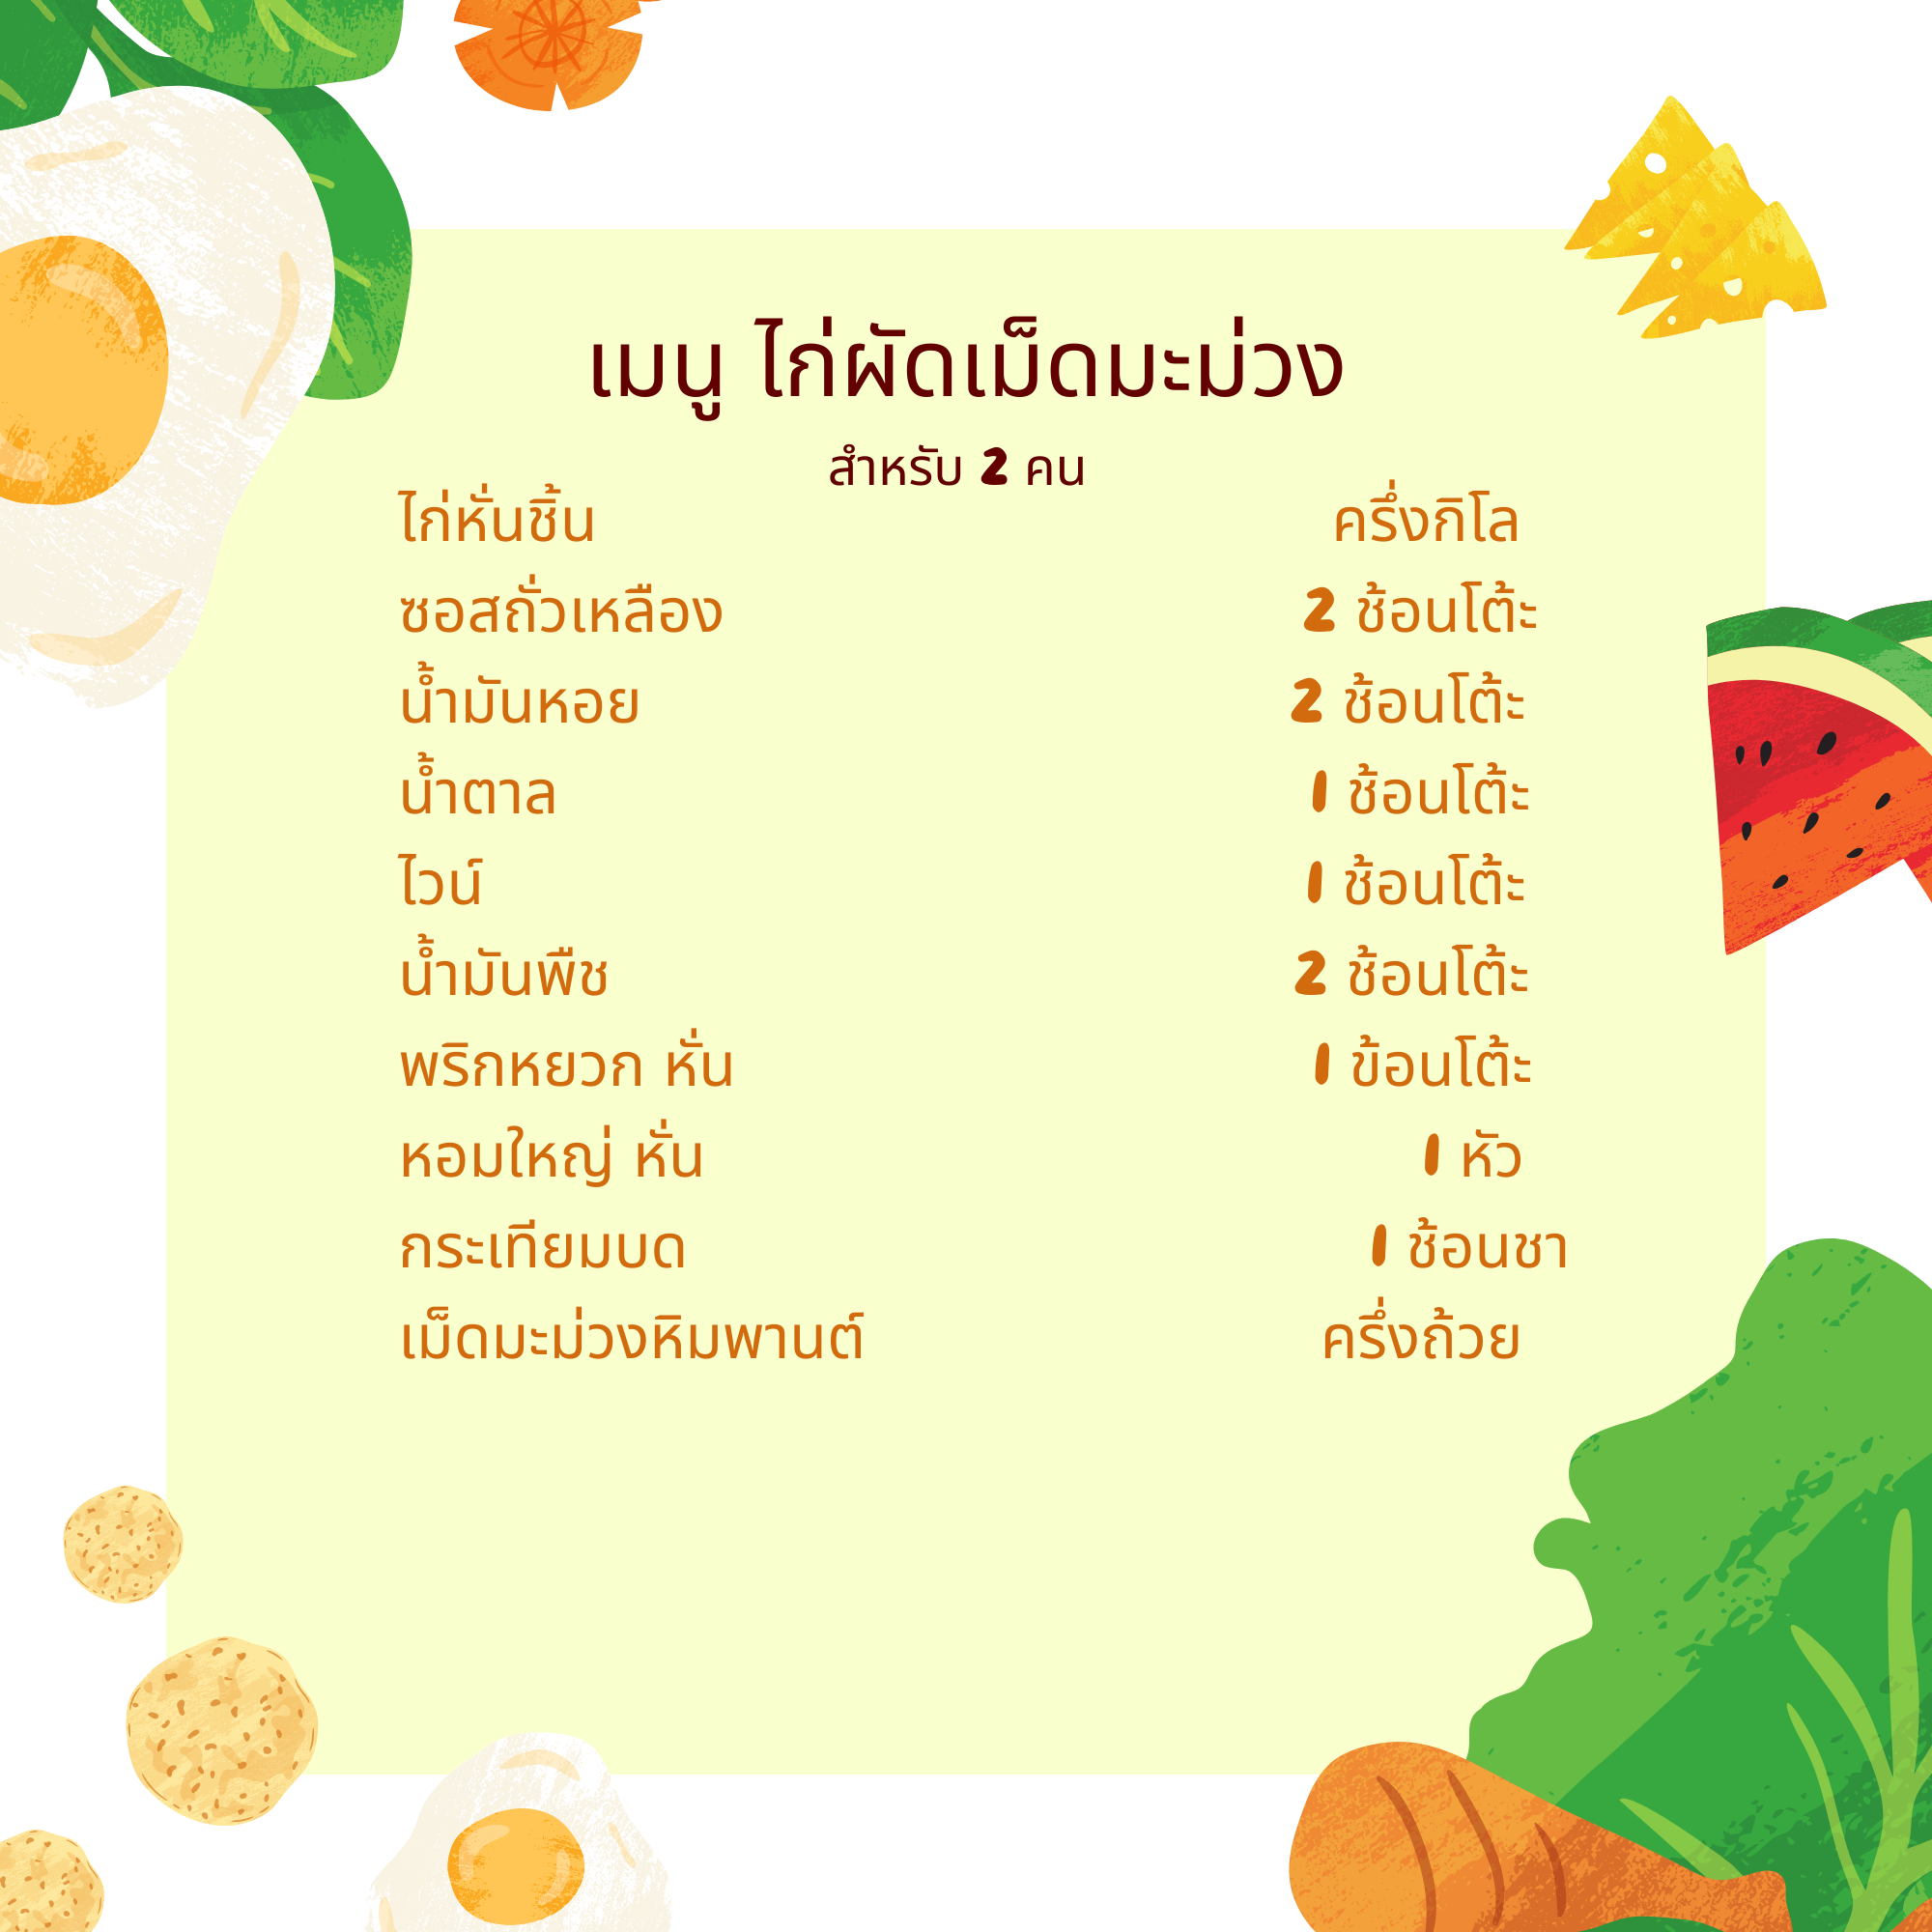 เมนู ไก่ผัดเม็ดมะม่วง
สำหรับ 2 คน
ไก่หั่นชิ้น ครึ่งกิโล
ซอสถั่วเหลือง 2 ช้อนโต้ะ
น้ำมันหอย 2 ช้อนโต้ะ
น้ำตาล 1 ช้อนโต้ะ
ไวน์ 1 ช้อนโต้ะ
น้ำมันพืช 2 ช้อนโต้ะ
พริกหยวก หั่น 1 ข้อนโต้ะ
หอมใหญ่ หั่น 1 หัว
กระเทียมบด 1 ช้อนชา
เม็ดมะม่วงหิมพานต์ ครึ่งถ้วย